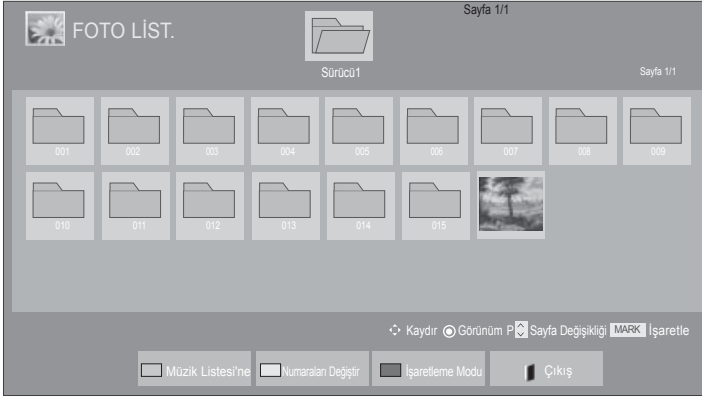 Sayfa 1/1
FOTO LİST.
Sürücü1
Sayfa 1/1
001 002 003 004 005 006 007 008 009
010 011 012 013 014 015
Kaydır Görünüm P Sayfa Değişikliği MARK İşaretle
Müzik Listesi'ne Numaraları Değiştir İşaretleme Modu Çıkış